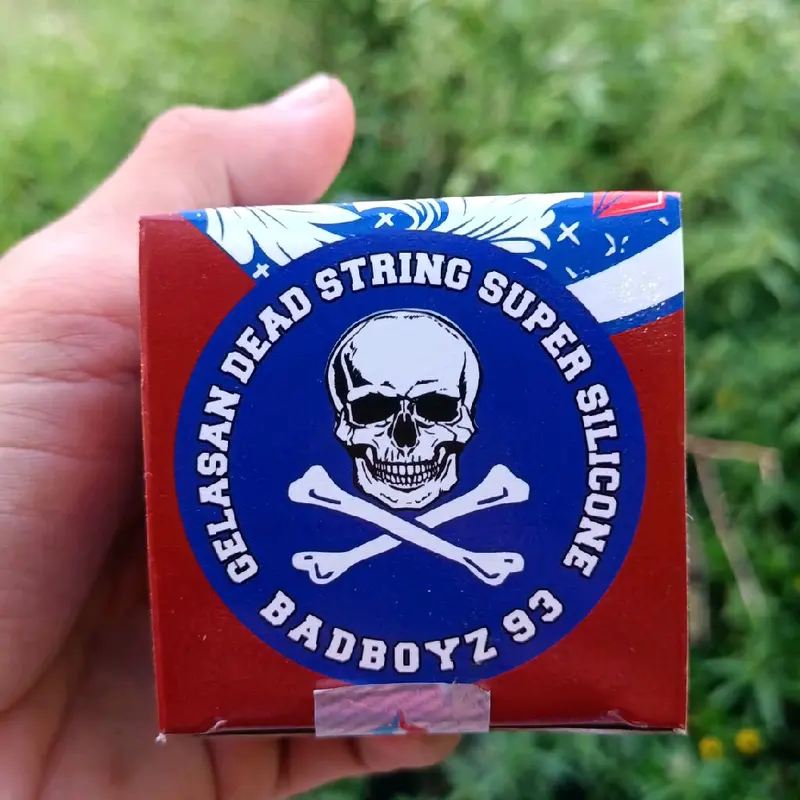 GELASAN DEAD STRING SUPER SILICONE
BADBOYZ 93